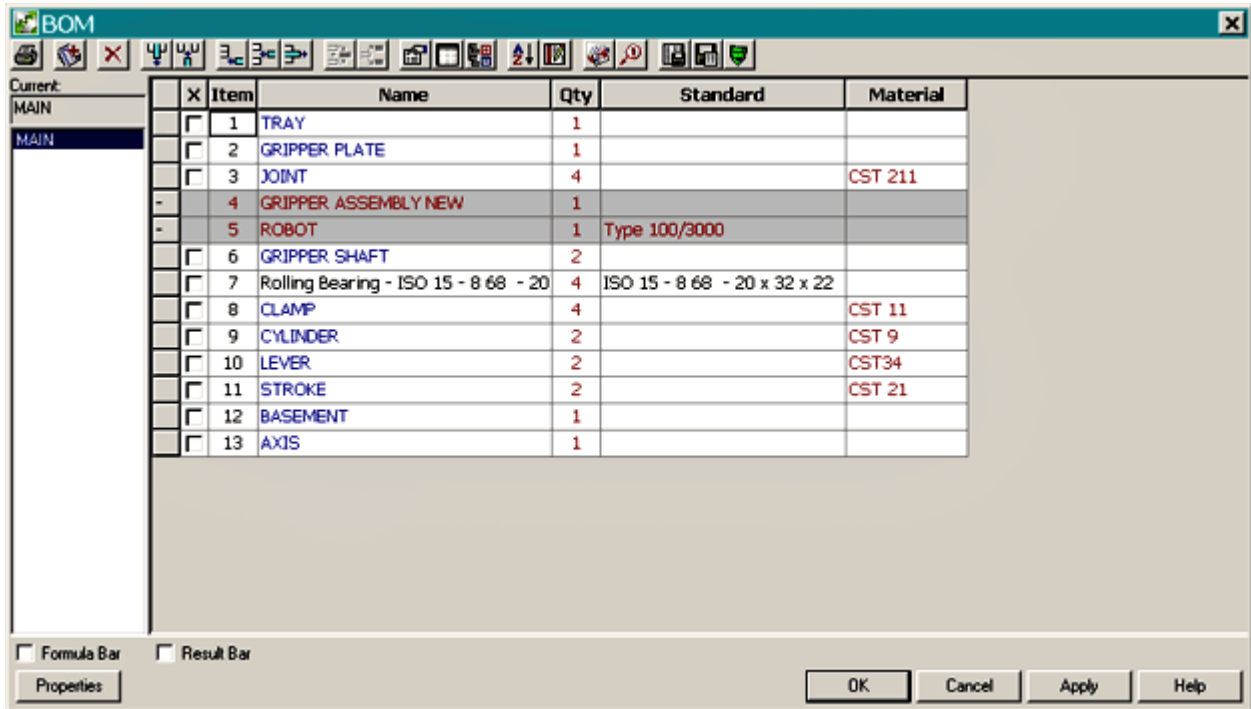 BOM
Current:
MAIN
MAIN
X Item Name Qty Standard Material
1 TRAY 1
2 GRIPPER PLATE 1
3 JOINT 4 CST 211
- 4 GRIPPER ASSEMBLY NEW 1
- 5 ROBOT 1 Type 100/3000
6 GRIPPER SHAFT 2
7 Rolling Bearing - ISO 15 - 8 68 - 20 4 ISO 15 - 8 68 - 20 x 32 x 22
8 CLAMP 4 CST 11
9 CYLINDER 2 CST 9
10 LEVER 2 CST34
11 STROKE 2 CST 21
12 BASEMENT 1
13 AXIS 1
Formula Bar Result Bar
Properties OK Cancel Apply Help